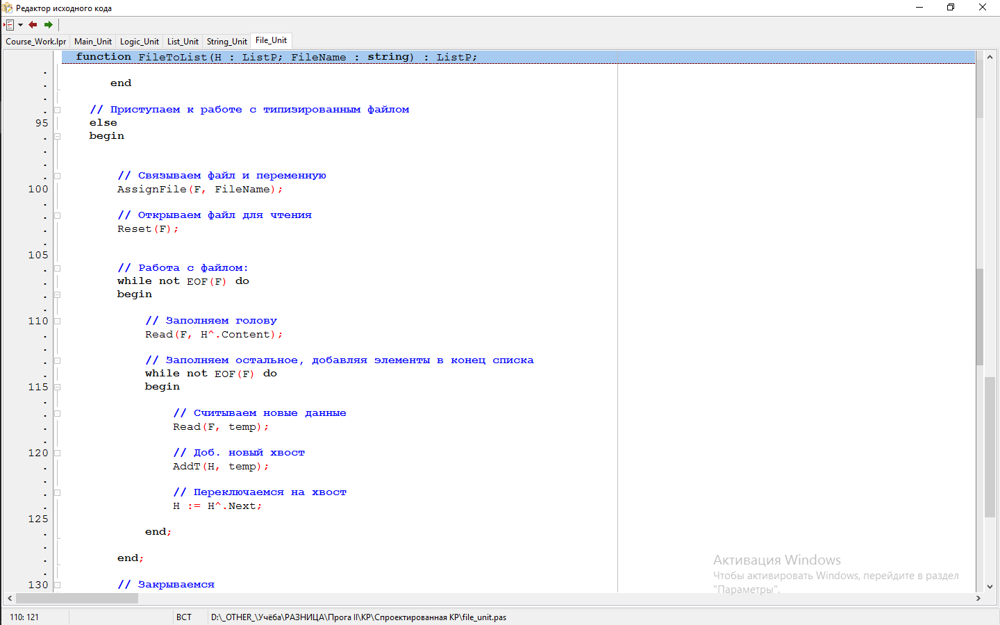 Редактор исходного кода
Course_Work.lpr Main_Unit Logic_Unit List_Unit String_Unit File_Unit
function FileToList(H : ListP; FileName : string) : ListP;
.
. end
.
. // Приступаем к работе с типизированным файлом
95 else
. begin
.
.
. // Связываем файл и переменную
100 AssignFile(F, FileName);
.
. // Открываем файл для чтения
. Reset(F);
.
105
. // Работа с файлом:
. while not EOF(F) do
. begin
.
110 // Заполняем голову
. Read(F, H^.Content);
.
. // Заполняем остальное, добавляя элементы в конец списка
. while not EOF(F) do
115 begin
.
. // Считываем новые данные
. Read(F, temp);
.
120 // Доб. новый хвост
. AddT(H, temp);
.
. // Переключаемся на хвост
. H := H^.Next;
125
. end;
.
. end;
.
130 // Закрываемся
Активация Windows
Чтобы активировать Windows, перейдите в раздел
"Параметры".
110: 121 ВСТ D:\_OTHER_\Учёба\РАЗНИЦА\Прога II\КР\Спроектированная КР\file_unit.pas